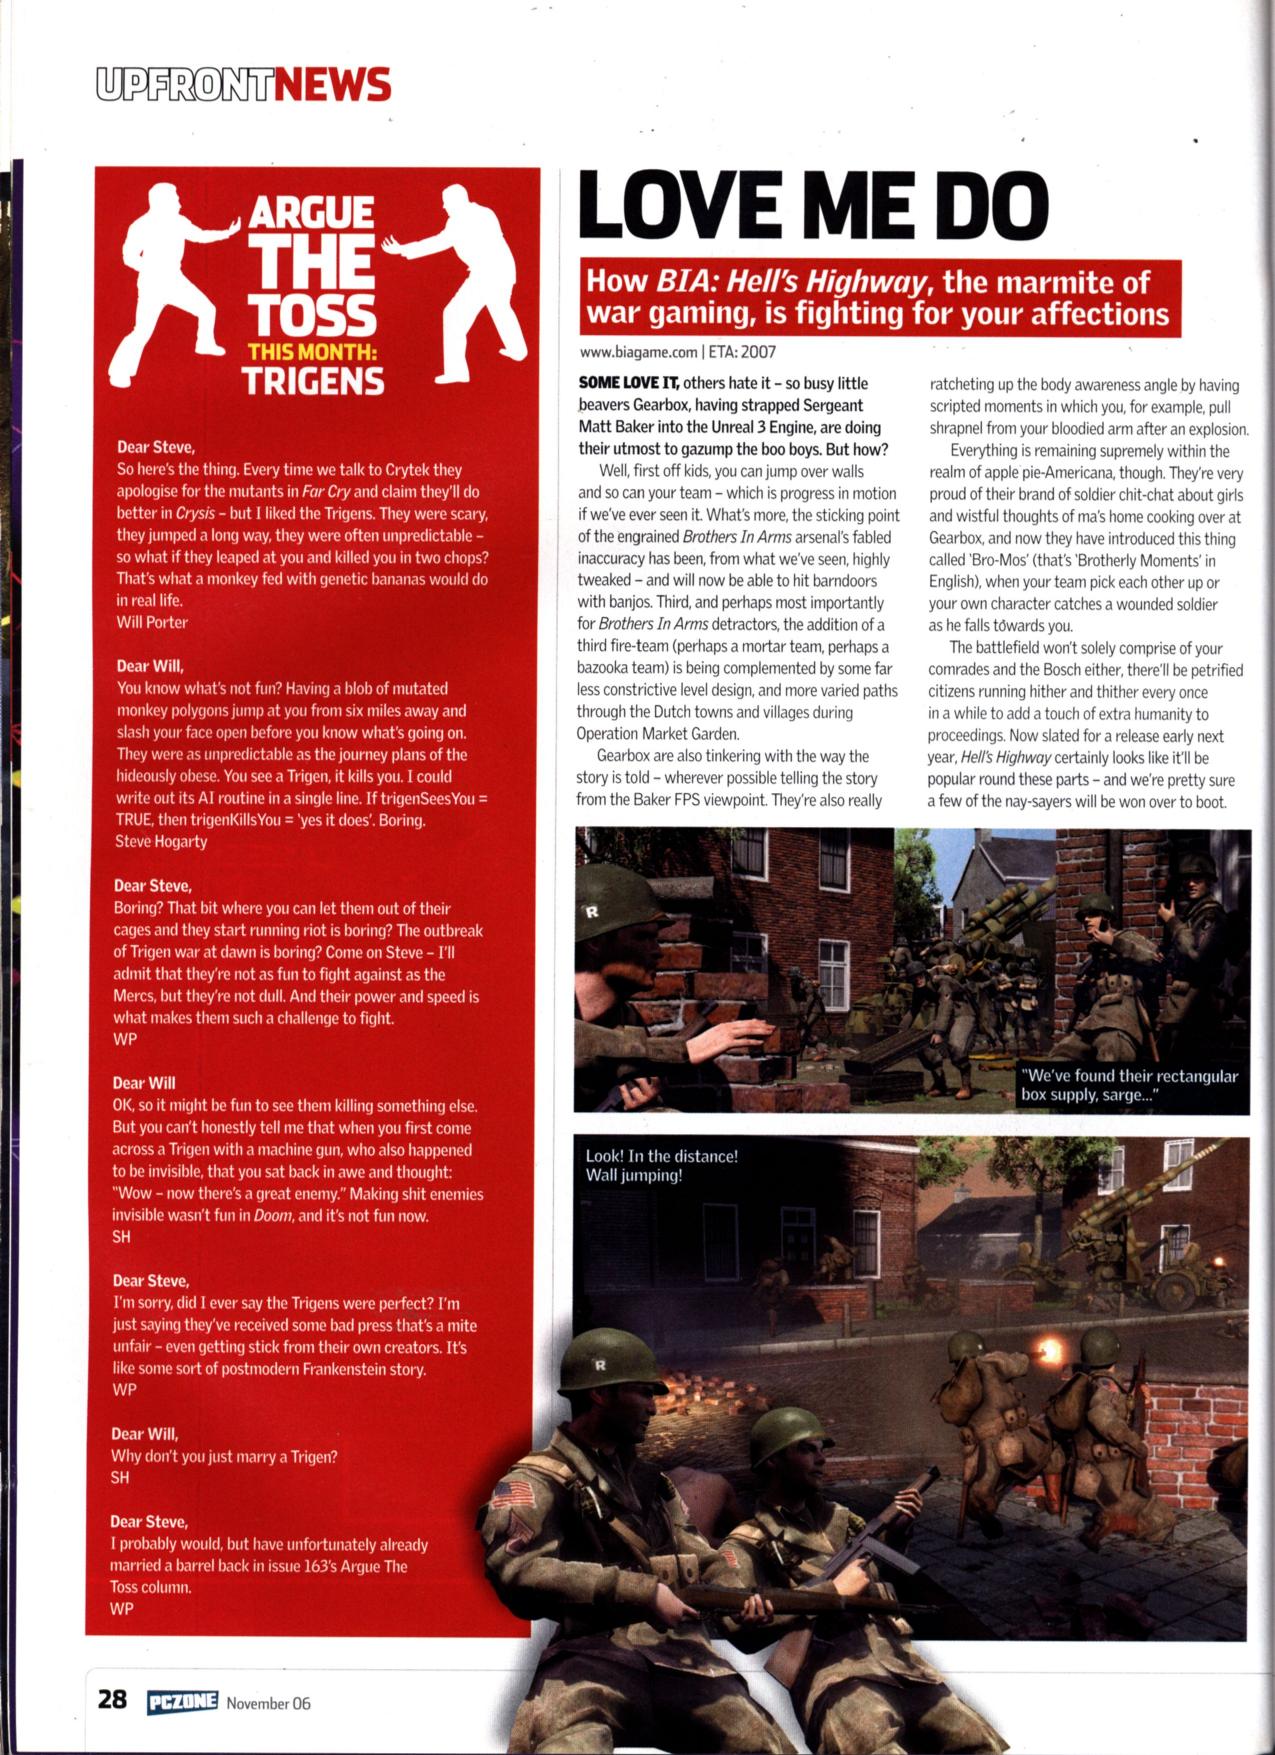 UPFRONTNEWS
ARGUE
THE
TOSS
THIS MONTH:
TRIGENS
Dear Steve,
So here's the thing. Every time we talk to Crytek they
apologise for the mutants in Far Cry and claim they'll do
better in Crysis – but I liked the Trigens. They were scary,
they jumped a long way, they were often unpredictable –
so what if they leaped at you and killed you in two chops?
That's what a monkey fed with genetic bananas would do
in real life.
Will Porter
Dear Will,
You know what's not fun? Having a blob of mutated
monkey polygons jump at you from six miles away and
slash your face open before you know what's going on.
They were as unpredictable as the journey plans of the
hideously obese. You see a Trigen, it kills you. I could
write out its AI routine in a single line. If trigenSeesYou =
TRUE, then trigenKillsYou = 'yes it does'. Boring.
Steve Hogarty
Dear Steve,
Boring? That bit where you can let them out of their
cages and they start running riot is boring? The outbreak
of Trigen war at dawn is boring? Come on Steve – I'll
admit that they're not as fun to fight against as the
Mercs, but they're not dull. And their power and speed is
what makes them such a challenge to fight.
WP
Dear Will
OK, so it might be fun to see them killing something else.
But you can't honestly tell me that when you first come
across a Trigen with a machine gun, who also happened
to be invisible, that you sat back in awe and thought:
"Wow – now there's a great enemy." Making shit enemies
invisible wasn't fun in Doom, and it's not fun now.
SH
Dear Steve,
I'm sorry, did I ever say the Trigens were perfect? I'm
just saying they've received some bad press that's a mite
unfair – even getting stick from their own creators. It's
like some sort of postmodern Frankenstein story.
WP
Dear Will,
Why don't you just marry a Trigen?
SH
Dear Steve,
I probably would, but have unfortunately already
married a barrel back in issue 163's Argue The
Toss column.
WP
LOVE ME DO
How BIA: Hell's Highway, the marmite of
war gaming, is fighting for your affections
www.biagame.com | ETA: 2007
SOME LOVE IT, others hate it – so busy little
beavers Gearbox, having strapped Sergeant
Matt Baker into the Unreal 3 Engine, are doing
their utmost to gazump the boo boys. But how?
Well, first off kids, you can jump over walls
and so can your team – which is progress in motion
if we've ever seen it. What's more, the sticking point
of the engrained Brothers In Arms arsenal's fabled
inaccuracy has been, from what we've seen, highly
tweaked – and will now be able to hit barndoors
with banjos. Third, and perhaps most importantly
for Brothers In Arms detractors, the addition of a
third fire-team (perhaps a mortar team, perhaps a
bazooka team) is being complemented by some far
less constrictive level design, and more varied paths
through the Dutch towns and villages during
Operation Market Garden.
Gearbox are also tinkering with the way the
story is told – wherever possible telling the story
from the Baker FPS viewpoint. They're also really
ratcheting up the body awareness angle by having
scripted moments in which you, for example, pull
shrapnel from your bloodied arm after an explosion.
Everything is remaining supremely within the
realm of apple pie-Americana, though. They're very
proud of their brand of soldier chit-chat about girls
and wistful thoughts of ma's home cooking over at
Gearbox, and now they have introduced this thing
called 'Bro-Mos' (that's 'Brotherly Moments' in
English), when your team pick each other up or
your own character catches a wounded soldier
as he falls towards you.
The battlefield won't solely comprise of your
comrades and the Bosch either, there'll be petrified
citizens running hither and thither every once
in a while to add a touch of extra humanity to
proceedings. Now slated for a release early next
year, Hell's Highway certainly looks like it'll be
popular round these parts – and we're pretty sure
a few of the nay-sayers will be won over to boot.
R
"We've found their rectangular
box supply, sarge..."
Look! In the distance!
Wall jumping!
R
28 PCZONE November 06